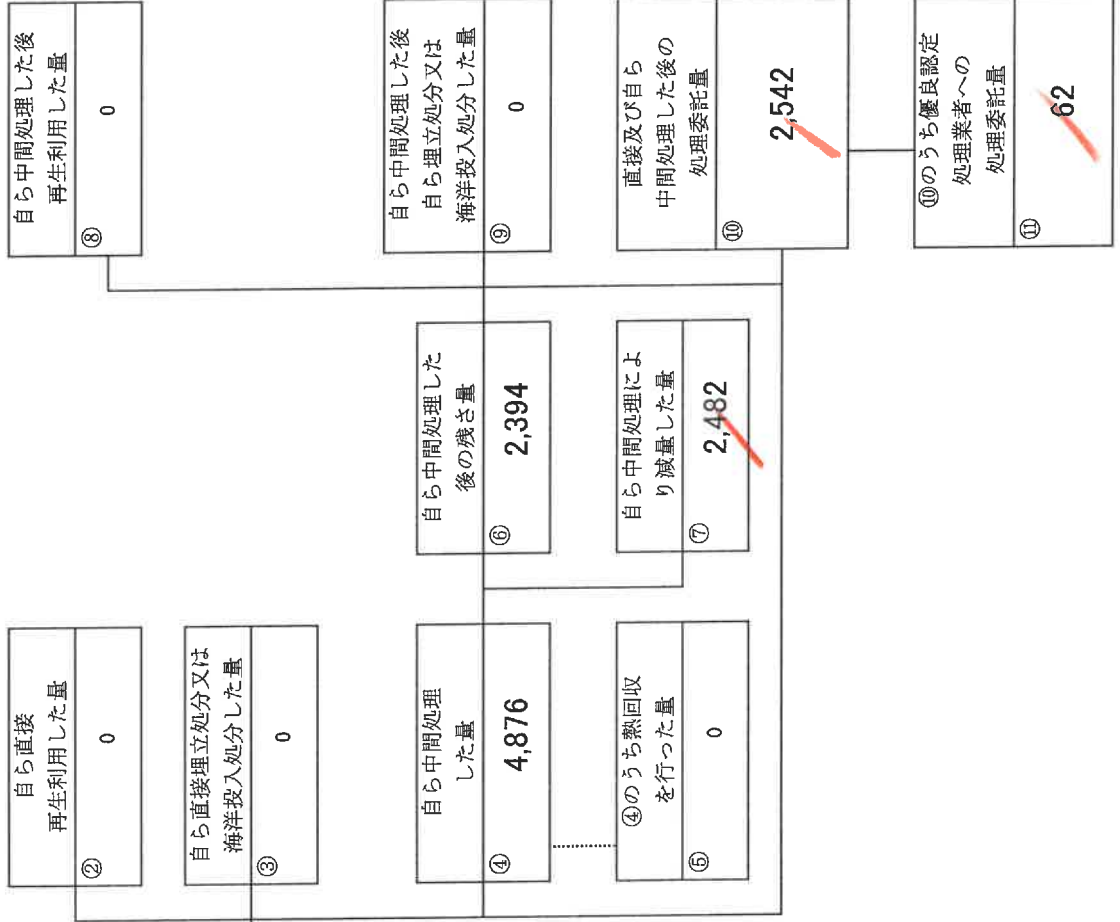 自ら直接
再生利用した量
②
0
自ら直接埋立処分又は
海洋投入処分した量
③
0
自ら中間処理
した量
④
4,876
④のうち熱回収
を行った量
⑤
0
自ら中間処理した
後の残さ量
⑥
2,394
自ら中間処理によ
り減量した量
⑦
2,482
自ら中間処理した後
再生利用した量
⑧
0
自ら中間処理した後
自ら埋立処分又は
海洋投入処分した量
⑨
0
直接及び自ら
中間処理した後の
処理委託量
⑩
2,542
⑩のうち優良認定
処理業者への
処理委託量
⑪
62